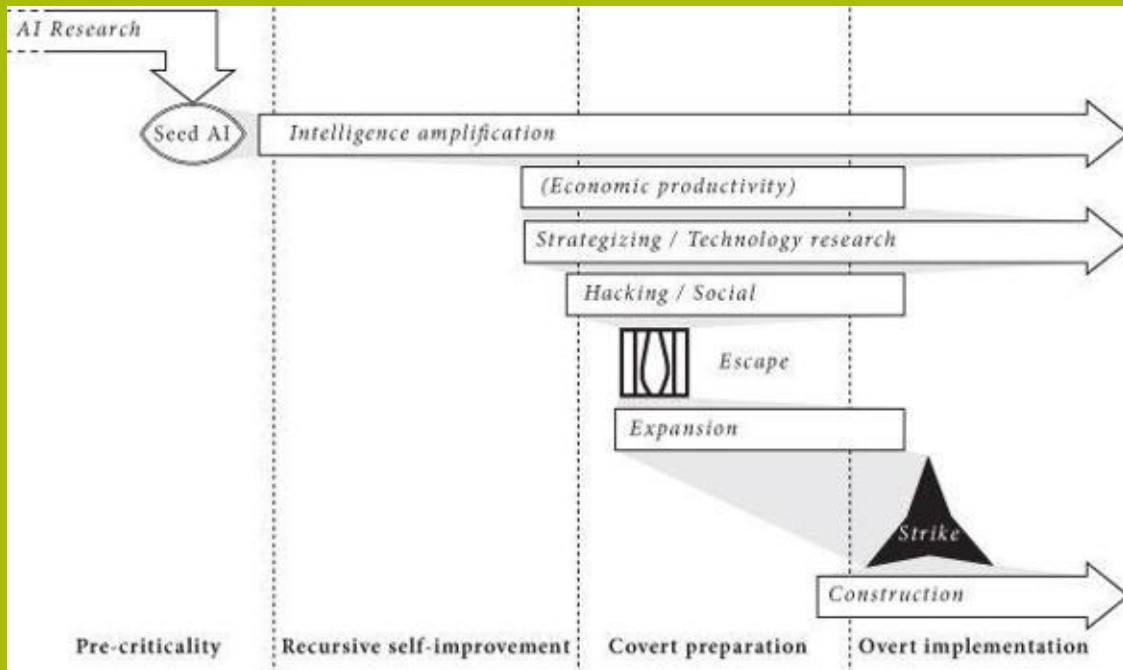 AI Research
Seed AI
Intelligence amplification
(Economic productivity)
Strategizing / Technology research
Hacking / Social
Escape
Expansion
Strike
Construction
Pre-criticality
Recursive self-improvement
Covert preparation
Overt implementation